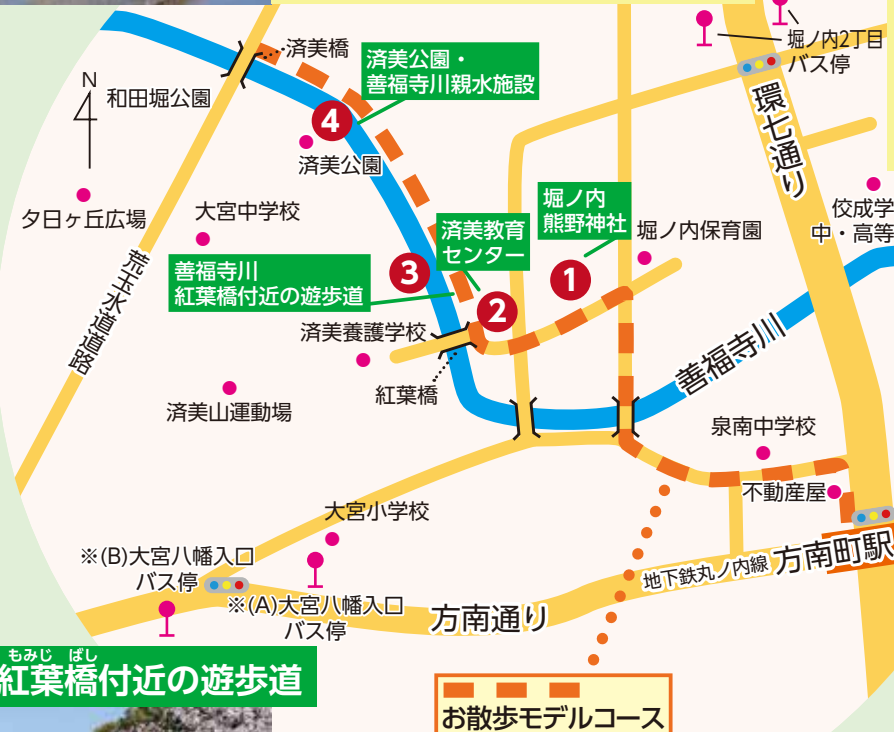 済美橋
済美公園・
善福寺川親水施設
堀ノ内2丁目
バス停
N
和田堀公園
環七通り
4
済美公園
夕日ヶ丘広場
大宮中学校
堀ノ内
熊野神社
佼成学
中・高等
済美教育
センター
堀ノ内保育園
荒玉水道道路
善福寺川
紅葉橋付近の遊歩道
3
1
2
済美養護学校
善福寺川
紅葉橋
済美山運動場
泉南中学校
不動産屋
大宮小学校
地下鉄丸ノ内線
方南町駅
※(B)大宮八幡入口
バス停
※(A)大宮八幡入口
バス停
方南通り
もみじ ばし
紅葉橋付近の遊歩道
お散歩モデルコース